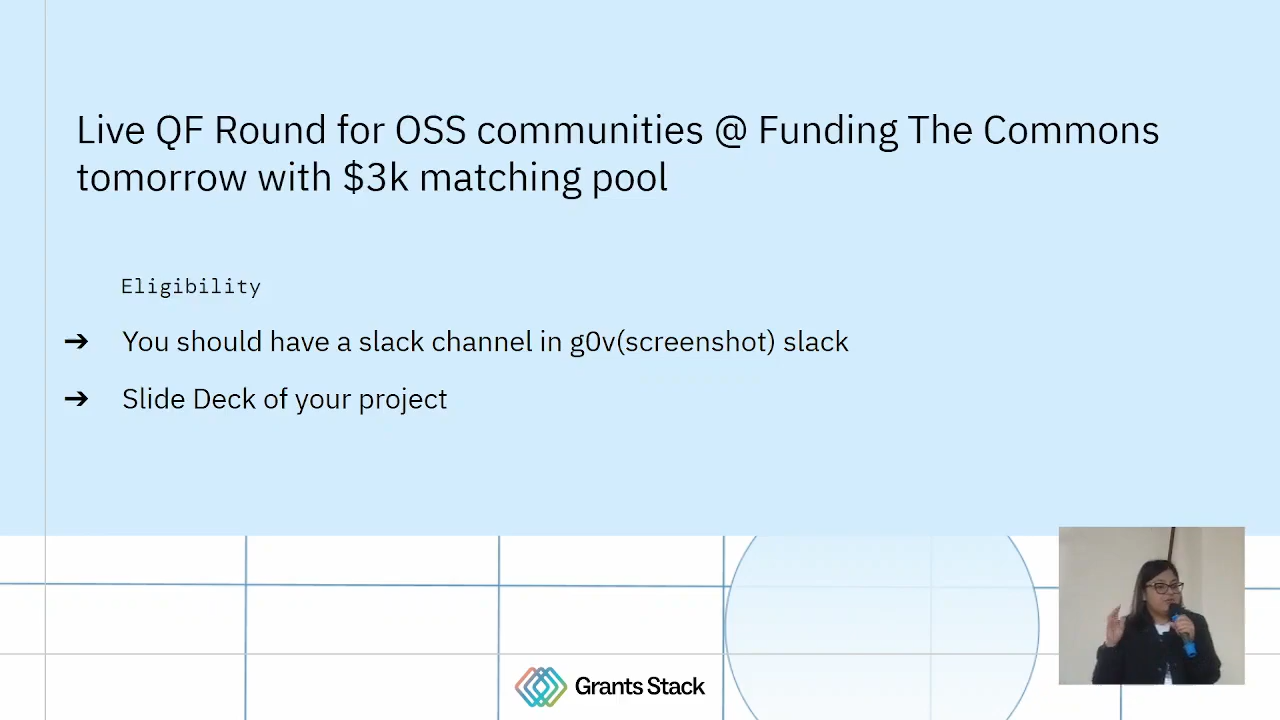 Live QF Round for OSS communities @ Funding The Commons
tomorrow with $3k matching pool
Eligibility
➔ You should have a slack channel in g0v(screenshot) slack
➔ Slide Deck of your project
Grants Stack